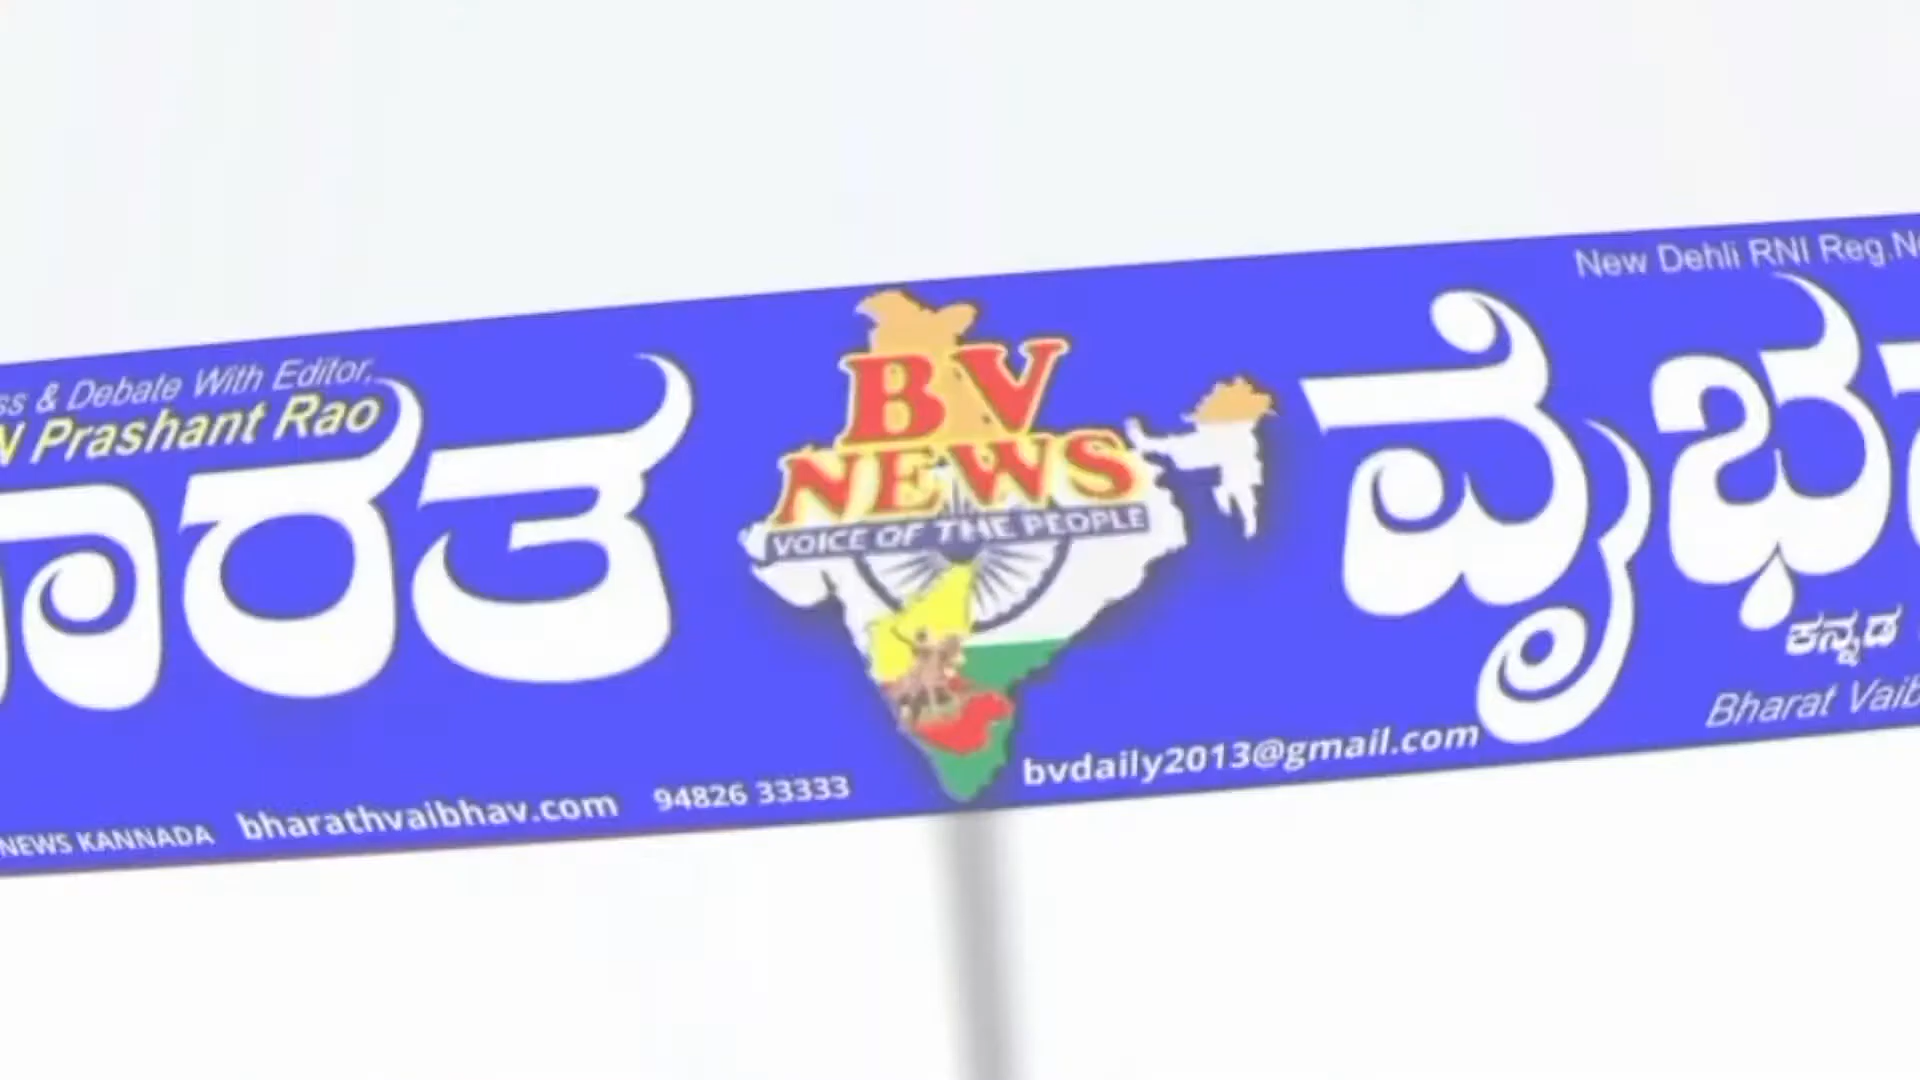 New Dehli RNI Reg.N
ss & Debate With Editor,
N Prashant Rao
ಭಾರತ
BV
NEWS
VOICE OF THE PEOPLE
ವೈಭವ
ಕನ್ನಡ
Bharat Vaib
NEWS KANNADA
bharathvaibhav.com
94826 33333
bvdaily2013@gmail.com